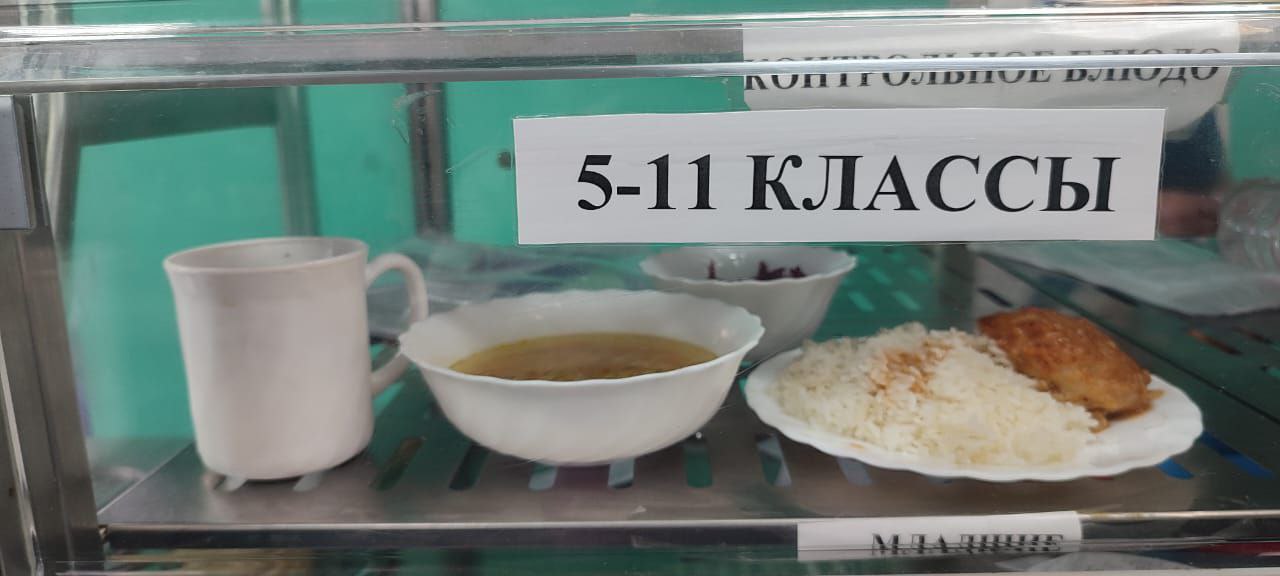 КОНТРОЛЬНОЕ БЛЮДО
5-11 КЛАССЫ
МЛАДШИЕ